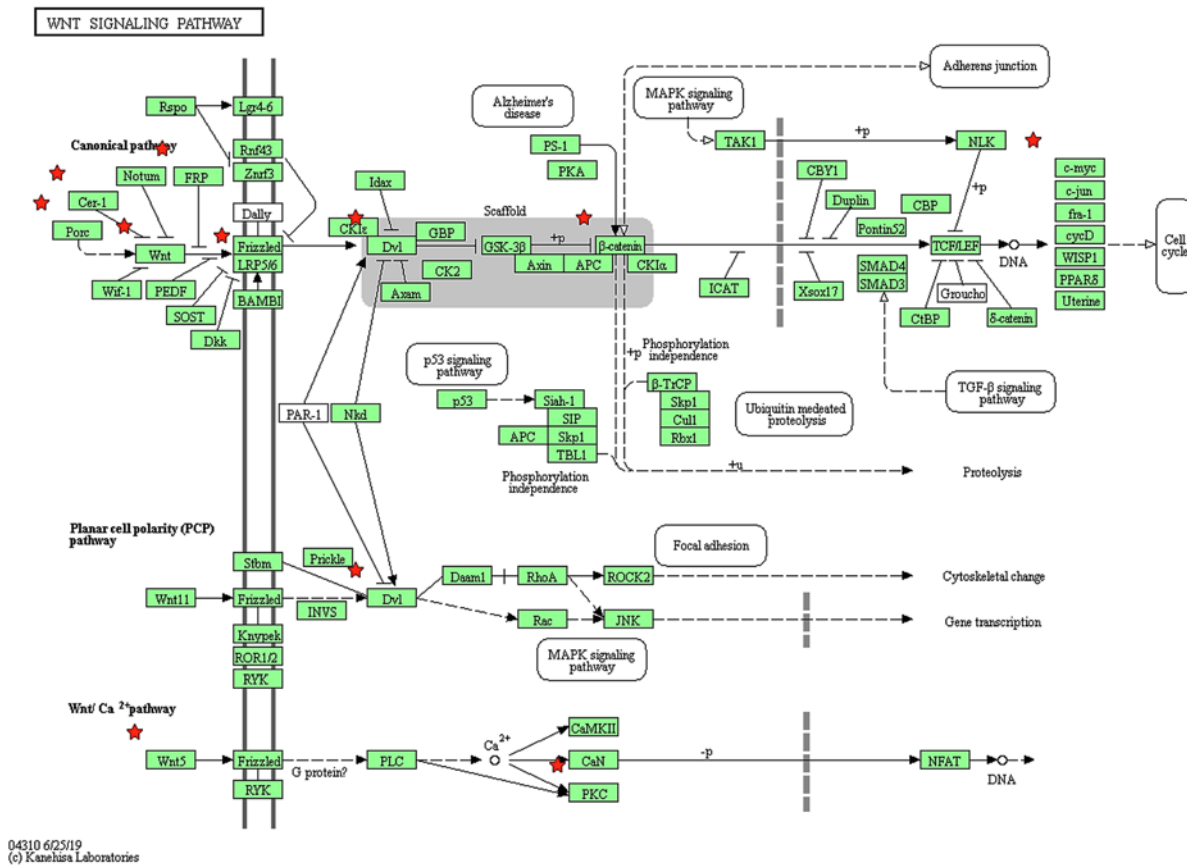 WNT SIGNALING PATHWAY
Adherens junction
Alzheimer's
disease
MAPK signaling
pathway
Rspo
Lgr4-6
Canonical pathway
Rnf43
Znrf3
Notum
FRP
Cer-1
Porc
Wnt
Dally
Frizzled
LRP5/6
Wif-1
PEDF
SOST
Dkk
BAMBI
Idax
CKIε
Dvl
GBP
CK2
Axam
Scaffold
GSK-3β
+p
β-catenin
Axin
APC
CKIα
PS-1
PKA
TAK1
+p
NLK
+p
CBY1
Duplin
CBP
Pontin52
TCF/LEF
DNA
SMAD4
SMAD3
Groucho
CtBP
δ-catenin
ICAT
Xsox17
c-myc
c-jun
fra-1
cycD
WISP1
PPARδ
Uterine
Cell
cycle
TGF-β signaling
pathway
p53 signaling
pathway
+p
Phosphorylation
independence
PAR-1
Nkd
p53
Siah-1
SIP
APC
Skp1
TBL1
Phosphorylation
independence
β-TrCP
Skp1
Cul1
Rbx1
Ubiquitin medeated
proteolysis
+u
Proteolysis
Planar cell polarity (PCP)
pathway
Stbm
Prickle
Wnt11
Frizzled
INVS
Dvl
Knypek
ROR1/2
RYK
Daam1
RhoA
ROCK2
Rac
JNK
Focal adhesion
MAPK signaling
pathway
Cytoskeletal change
Gene transcription
Wnt/ Ca 2+pathway
Wnt5
Frizzled
RYK
G protein?
PLC
Ca2+
CaMKII
CaN
PKC
-p
NFAT
DNA
04310 6/25/19
(c) Kanehisa Laboratories